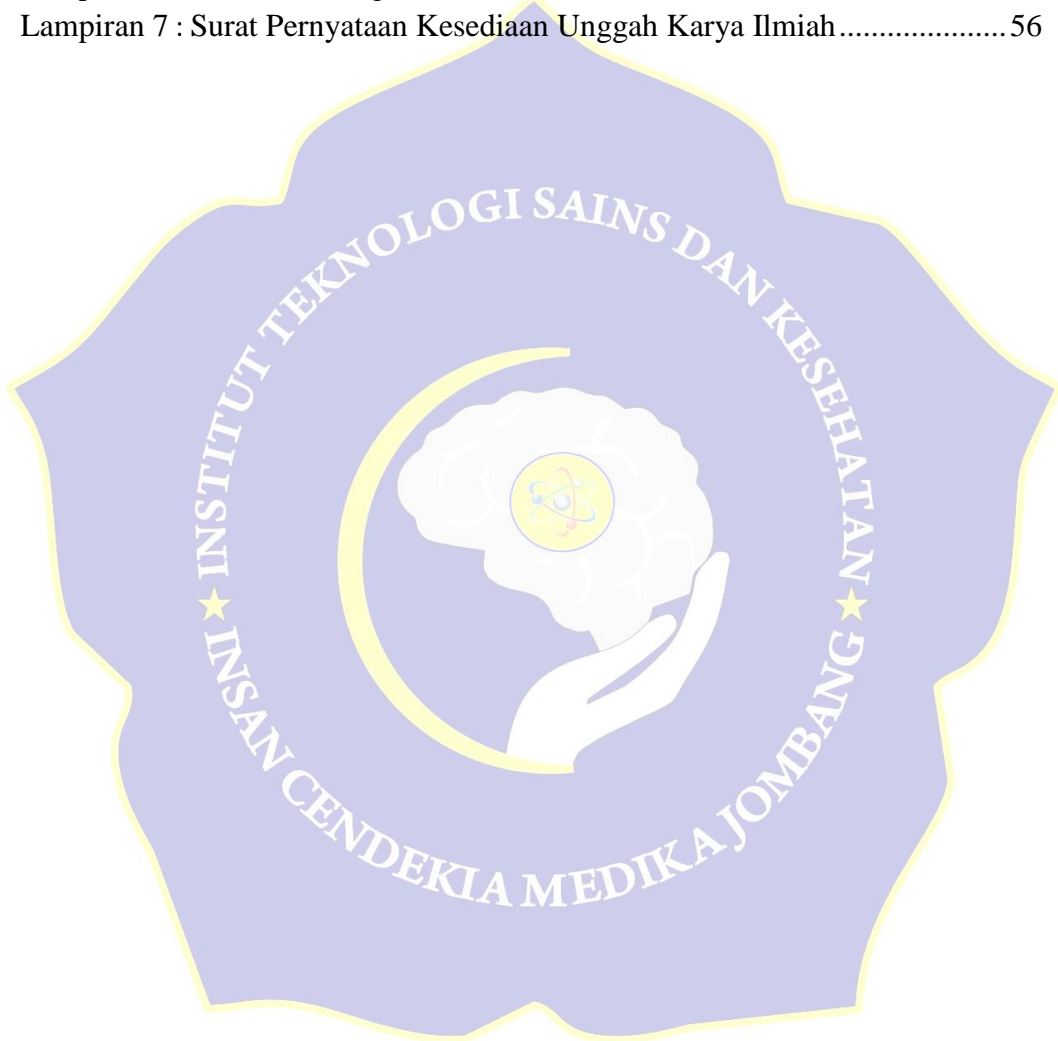 Lampiran 7 : Surat Pernyataan Kesediaan Unggah Karya Ilmiah.....................56
INSTITUT TEKNOLOGI SAINS DAN KESEHATAN
INSAN CENDEKIA MEDIKA JOMBANG